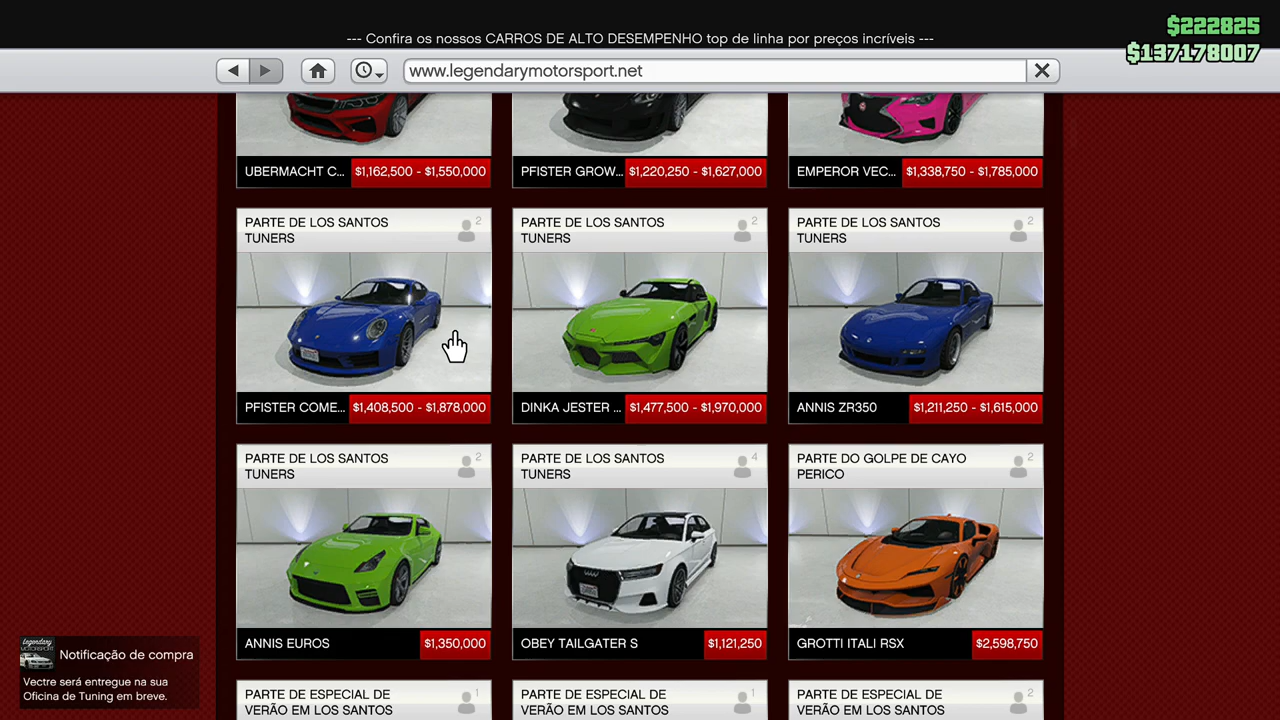 --- Confira os nossos CARROS DE ALTO DESEMPENHO top de linha por preços incríveis ---
$222825
$137178007
www.legendarymotorsport.net
UBERMACHT C... $1,162,500 - $1,550,000
PFISTER GROW... $1,220,250 - $1,627,000
EMPEROR VEC... $1,338,750 - $1,785,000
PARTE DE LOS SANTOS
TUNERS
2
PARTE DE LOS SANTOS
TUNERS
2
PARTE DE LOS SANTOS
TUNERS
2
PFISTER COME... $1,408,500 - $1,878,000
DINKA JESTER ... $1,477,500 - $1,970,000
ANNIS ZR350 $1,211,250 - $1,615,000
PARTE DE LOS SANTOS
TUNERS
2
PARTE DE LOS SANTOS
TUNERS
4
PARTE DO GOLPE DE CAYO
PERICO
2
ANNIS EUROS $1,350,000
OBEY TAILGATER S $1,121,250
GROTTI ITALI RSX $2,598,750
PARTE DE ESPECIAL DE
VERÃO EM LOS SANTOS
1
PARTE DE ESPECIAL DE
VERÃO EM LOS SANTOS
1
PARTE DE ESPECIAL DE
VERÃO EM LOS SANTOS
2
Legendary
MOTORSPORT
Notificação de compra
Vectre será entregue na sua
Oficina de Tuning em breve.